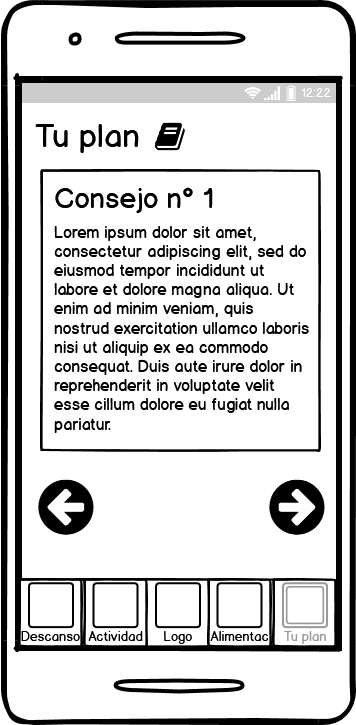 12:22
Tu plan
Consejo n° 1
Lorem ipsum dolor sit amet,
consectetur adipiscing elit, sed do
eiusmod tempor incididunt ut
labore et dolore magna aliqua. Ut
enim ad minim veniam, quis
nostrud exercitation ullamco laboris
nisi ut aliquip ex ea commodo
consequat. Duis aute irure dolor in
reprehenderit in voluptate velit
esse cillum dolore eu fugiat nulla
pariatur.
Descanso Actividad Logo Alimentac Tu plan